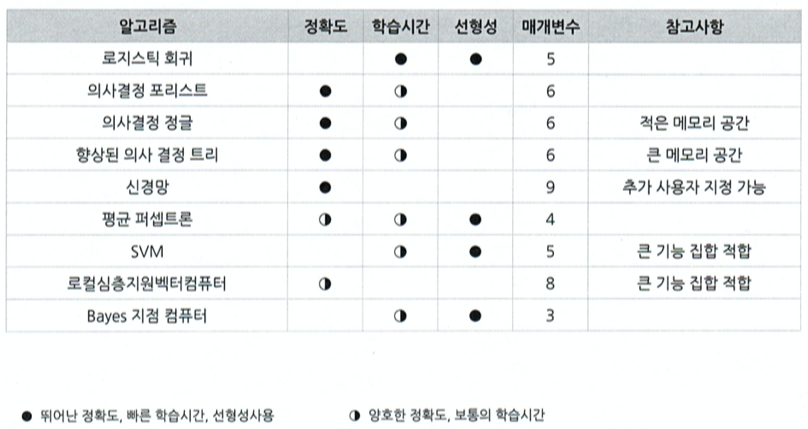 알고리즘 정확도 학습시간 선형성 매개변수 참고사항
로지스틱 회귀 ● ● 5
의사결정 포리스트 ● ◑ 6
의사결정 정글 ● ◑ 6 적은 메모리 공간
향상된 의사 결정 트리 ● ◑ 6 큰 메모리 공간
신경망 ● 9 추가 사용자 지정 가능
평균 퍼셉트론 ◑ ◑ ● 4
SVM ◑ ● 5 큰 기능 집합 적합
로컬심층지원벡터컴퓨터 ◑ 8 큰 기능 집합 적합
Bayes 지점 컴퓨터 ◑ ● 3
● 뛰어난 정확도, 빠른 학습시간, 선형성사용 ◑ 양호한 정확도, 보통의 학습시간